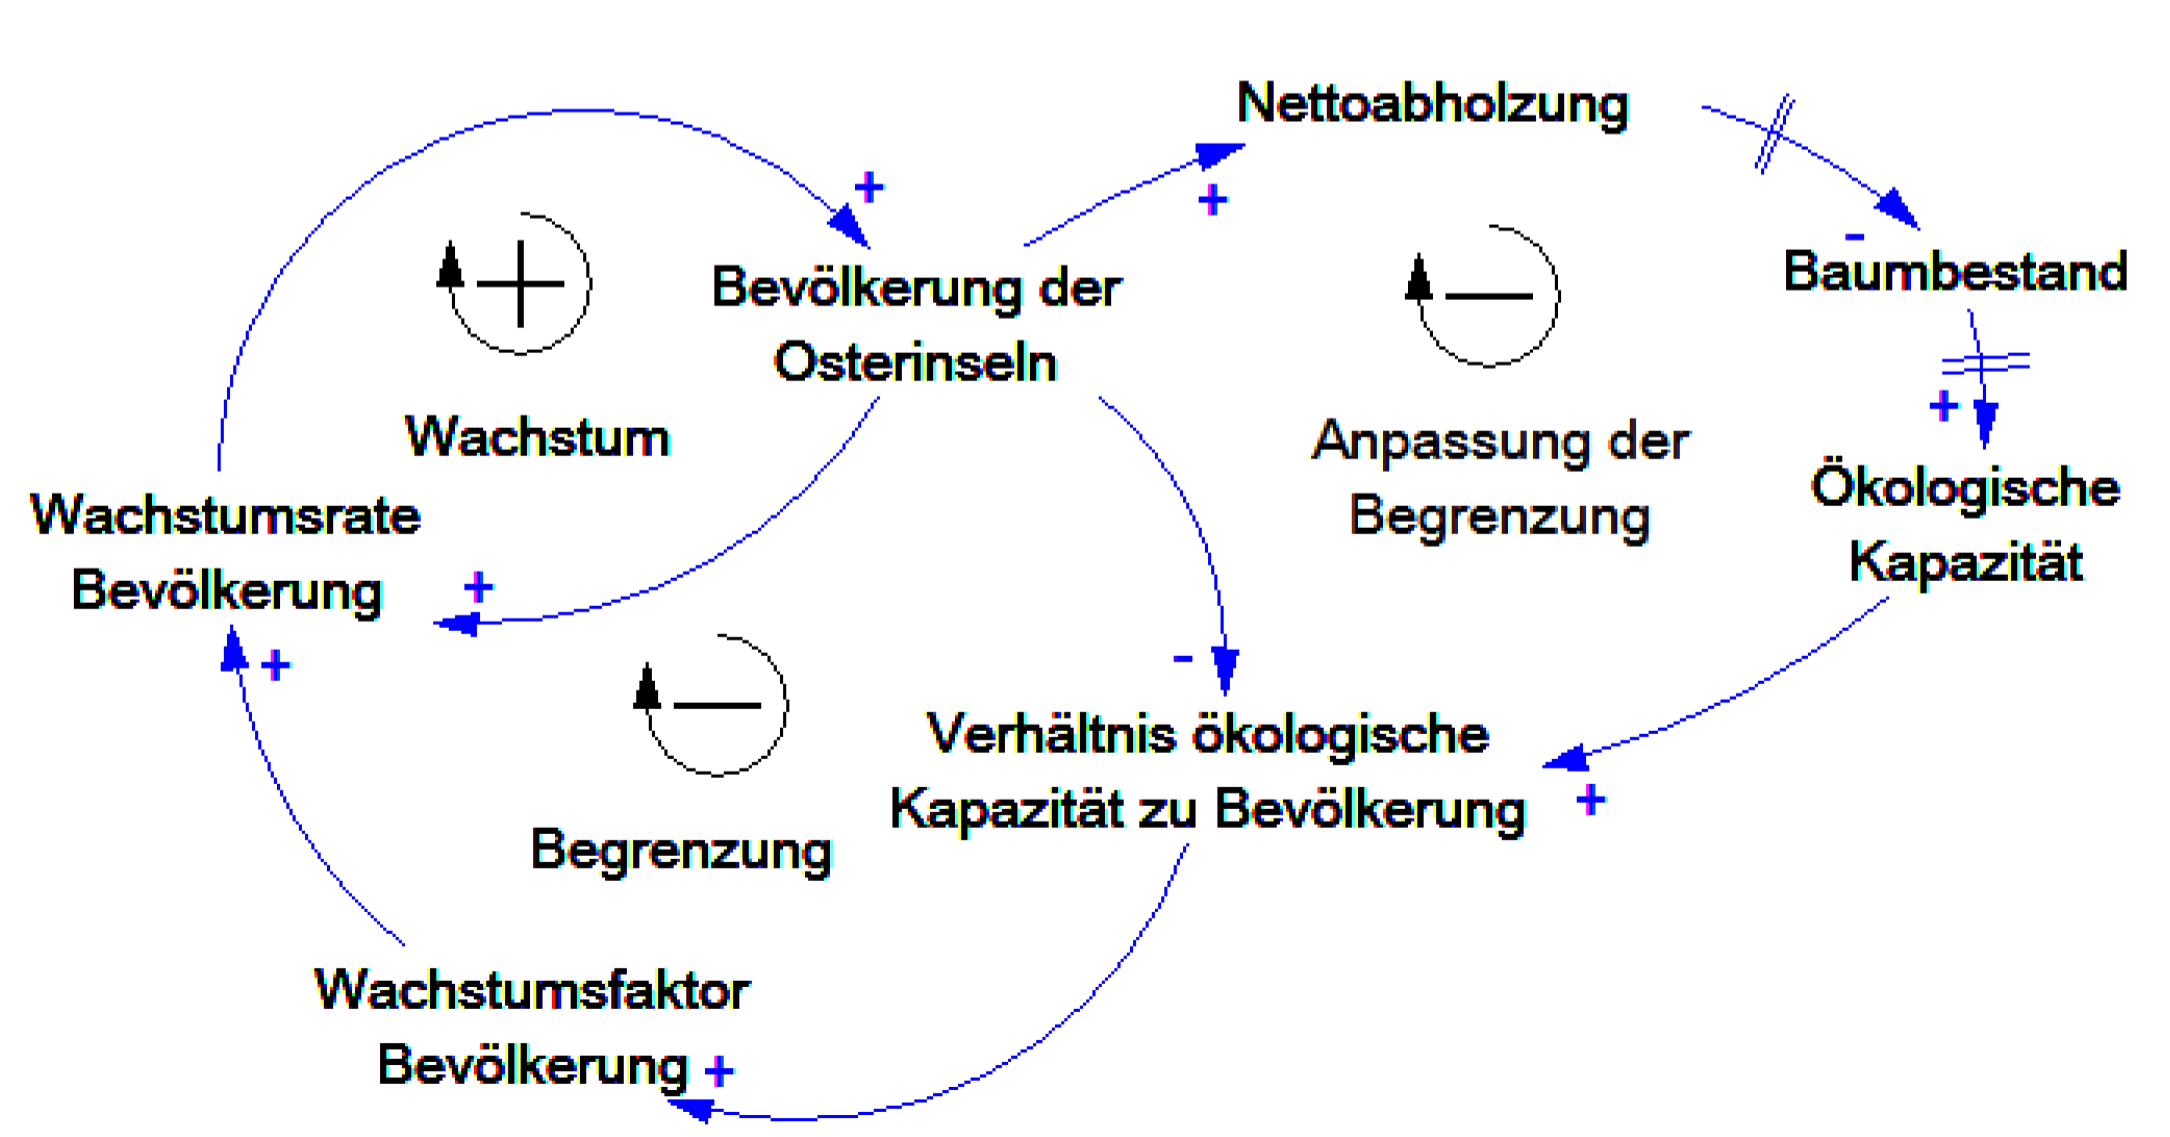 Nettoabholzung
+
+
-
Baumbestand
Bevölkerung der
Osterinseln
+
Wachstum
Anpassung der
Begrenzung
Ökologische
Kapazität
Wachstumsrate
Bevölkerung
+
+
-
Verhältnis ökologische
Kapazität zu Bevölkerung
+
Begrenzung
Wachstumsfaktor
Bevölkerung +